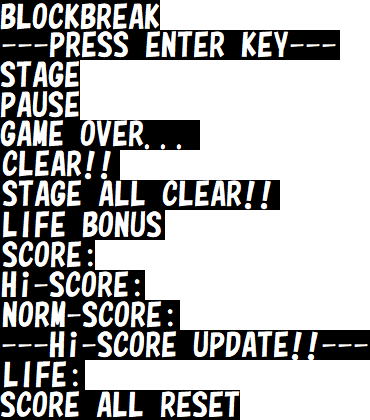 BLOCKBREAK
---PRESS ENTER KEY---
STAGE
PAUSE
GAME OVER...
CLEAR!!
STAGE ALL CLEAR!!
LIFE BONUS
SCORE:
Hi-SCORE:
NORM-SCORE:
---Hi-SCORE UPDATE!!---
LIFE:
SCORE ALL RESET